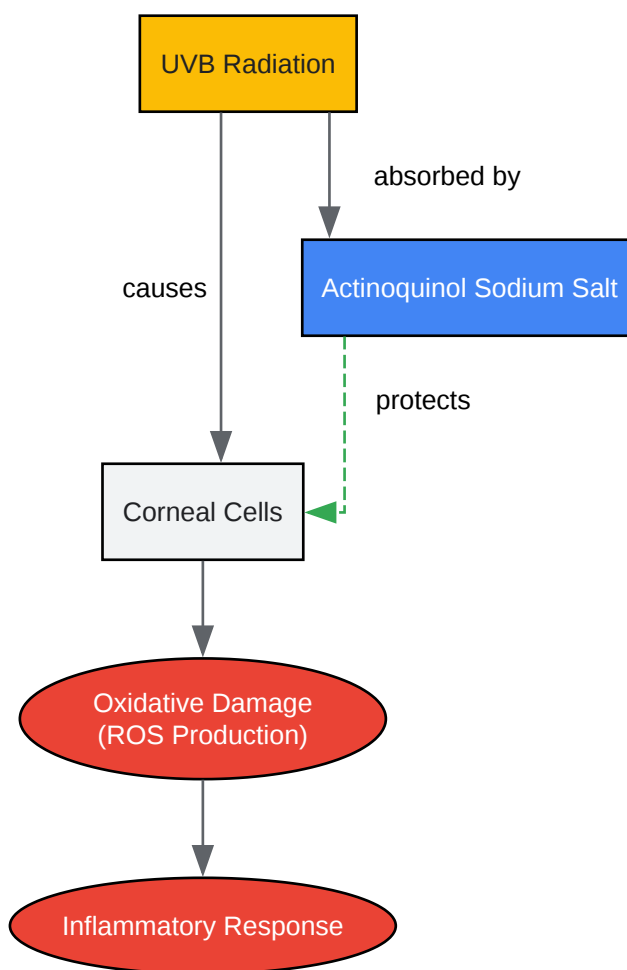 UVB Radiation
absorbed by
Actinoquinol Sodium Salt
causes
protects
Corneal Cells
Oxidative Damage
(ROS Production)
Inflammatory Response